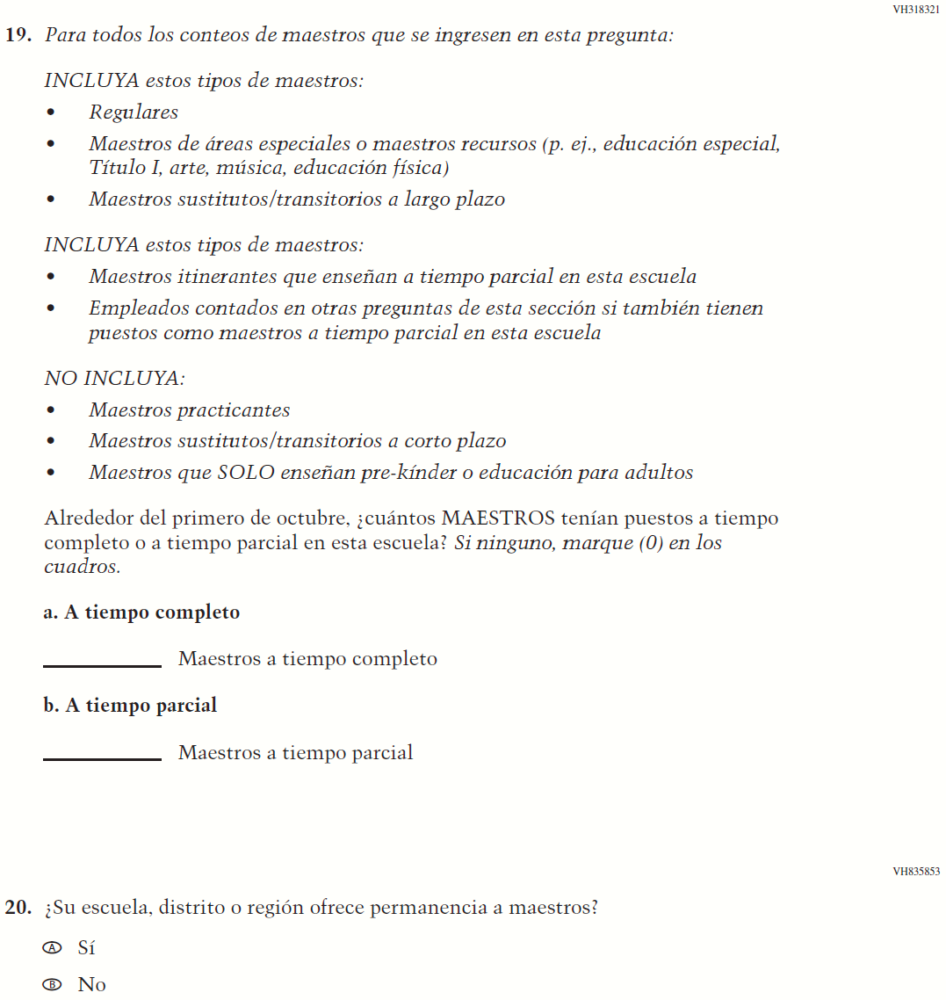 VH318321
19. Para todos los conteos de maestros que se ingresen en esta pregunta:
INCLUYA estos tipos de maestros:
• Regulares
• Maestros de áreas especiales o maestros recursos (p. ej., educación especial,
Título I, arte, música, educación física)
• Maestros sustitutos/transitorios a largo plazo
INCLUYA estos tipos de maestros:
• Maestros itinerantes que enseñan a tiempo parcial en esta escuela
• Empleados contados en otras preguntas de esta sección si también tienen
puestos como maestros a tiempo parcial en esta escuela
NO INCLUYA:
• Maestros practicantes
• Maestros sustitutos/transitorios a corto plazo
• Maestros que SOLO enseñan pre-kínder o educación para adultos
Alrededor del primero de octubre, ¿cuántos MAESTROS tenían puestos a tiempo
completo o a tiempo parcial en esta escuela? Si ninguno, marque (0) en los
cuadros.
a. A tiempo completo
Maestros a tiempo completo
b. A tiempo parcial
Maestros a tiempo parcial
VH835853
20. ¿Su escuela, distrito o región ofrece permanencia a maestros?
A Sí
B No